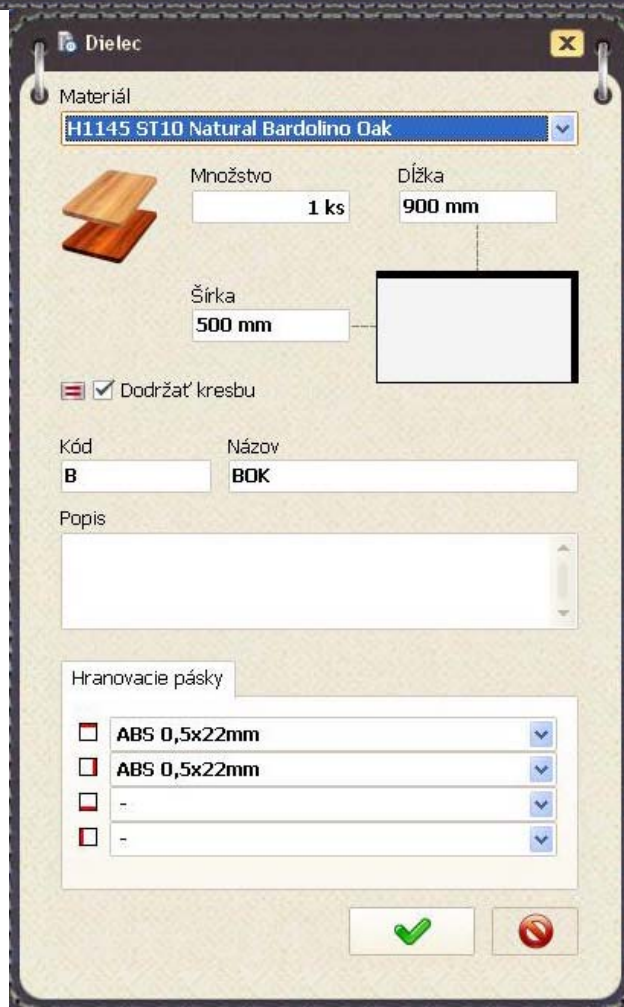 Dielec
Materiál
H1145 ST10 Natural Bardolino Oak
Množstvo Dĺžka
1 ks 900 mm
Šírka
500 mm
Dodržať kresbu
Kód Názov
B BOK
Popis
Hranovacie pásky
ABS 0,5x22mm
ABS 0,5x22mm
-
-